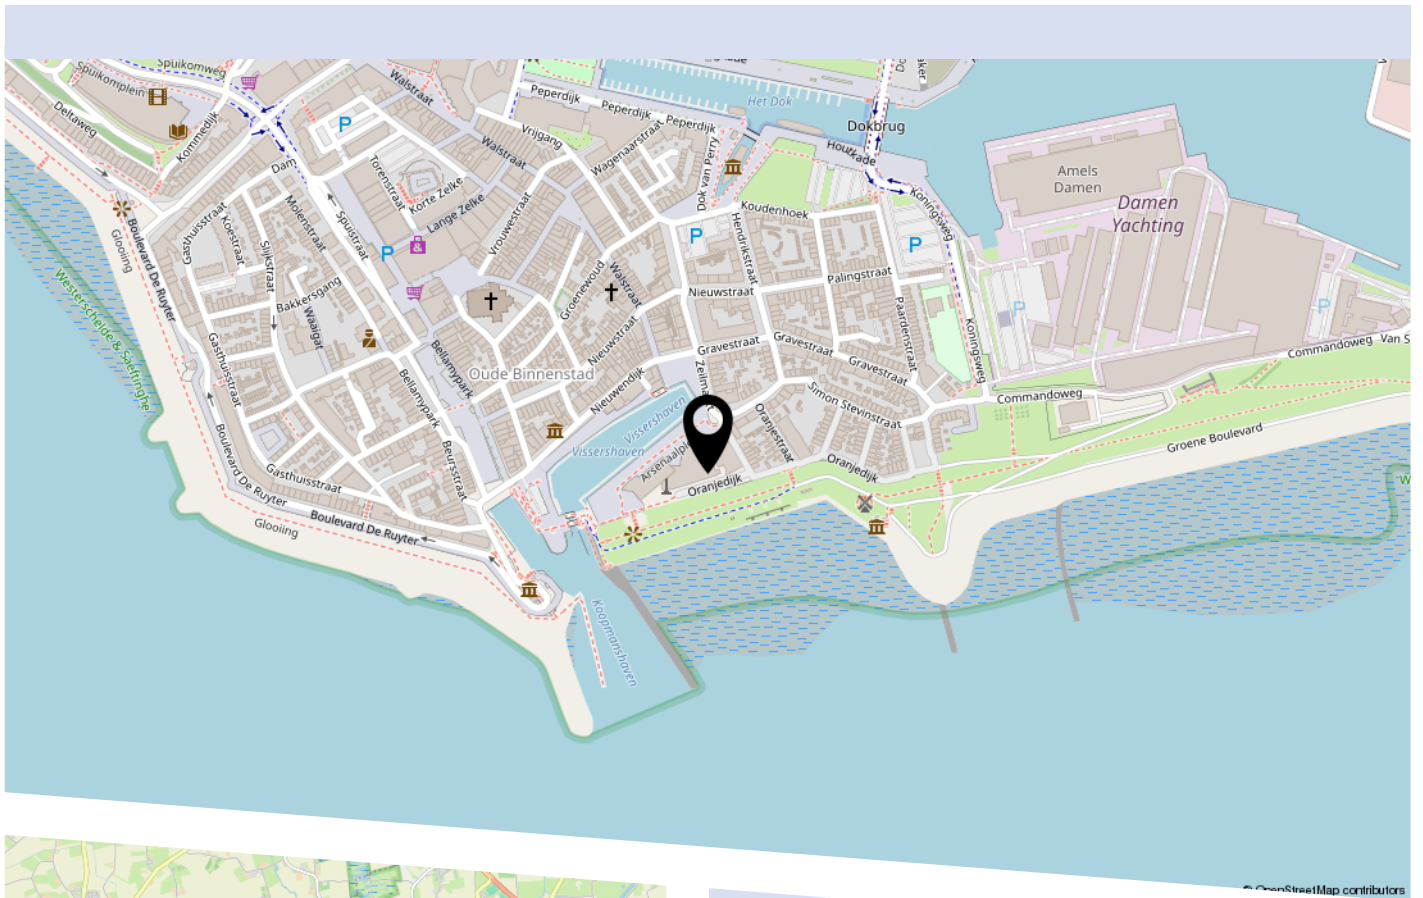 Spuikomweg
Spuikomplein
Deltaweg
Kommedijk
Walstraat
Peperdijk
Peperdijk
Peperdijk
Het Dok
Dokbrug
Vrijgang
Wagenaarstraat
Walstraat
Dok van Perry
Houtkade
Koningsweg
Amels
Damen
Damen
Yachting
Dam
Torenstraat
Korte Zelke
Lange Zelke
Vrouwestraat
Koudenhoek
Hendrikstraat
Gasthuisstraat
Koestraat
Slijkstraat
Molenstraat
Spuistraat
Boulevard De Ruyter
Glooiing
Groenewoud
Walstraat
Palingstraat
Nieuwstraat
Bakkersgang
Waaigat
Westerschelde & Saeftinghe
Paardenstraat
Koningsweg
Nieuwstraat
Gravestraat
Gravestraat
Gravestraat
Commandoweg
Van S
Gasthuisstraat
Bellamypark
Oude Binnenstad
Bellamypark
Nieuwendijk
Simon Stevinstraat
Commandoweg
Groene Boulevard
Vissershaven
Vissershaven
Oranjestraat
Boulevard De Ruyter
Beursstraat
Oranjedijk
Oranjedijk
Gasthuisstraat
Boulevard De Ruyter
Glooiing
Koopmanshaven
© OpenStreetMap contributors